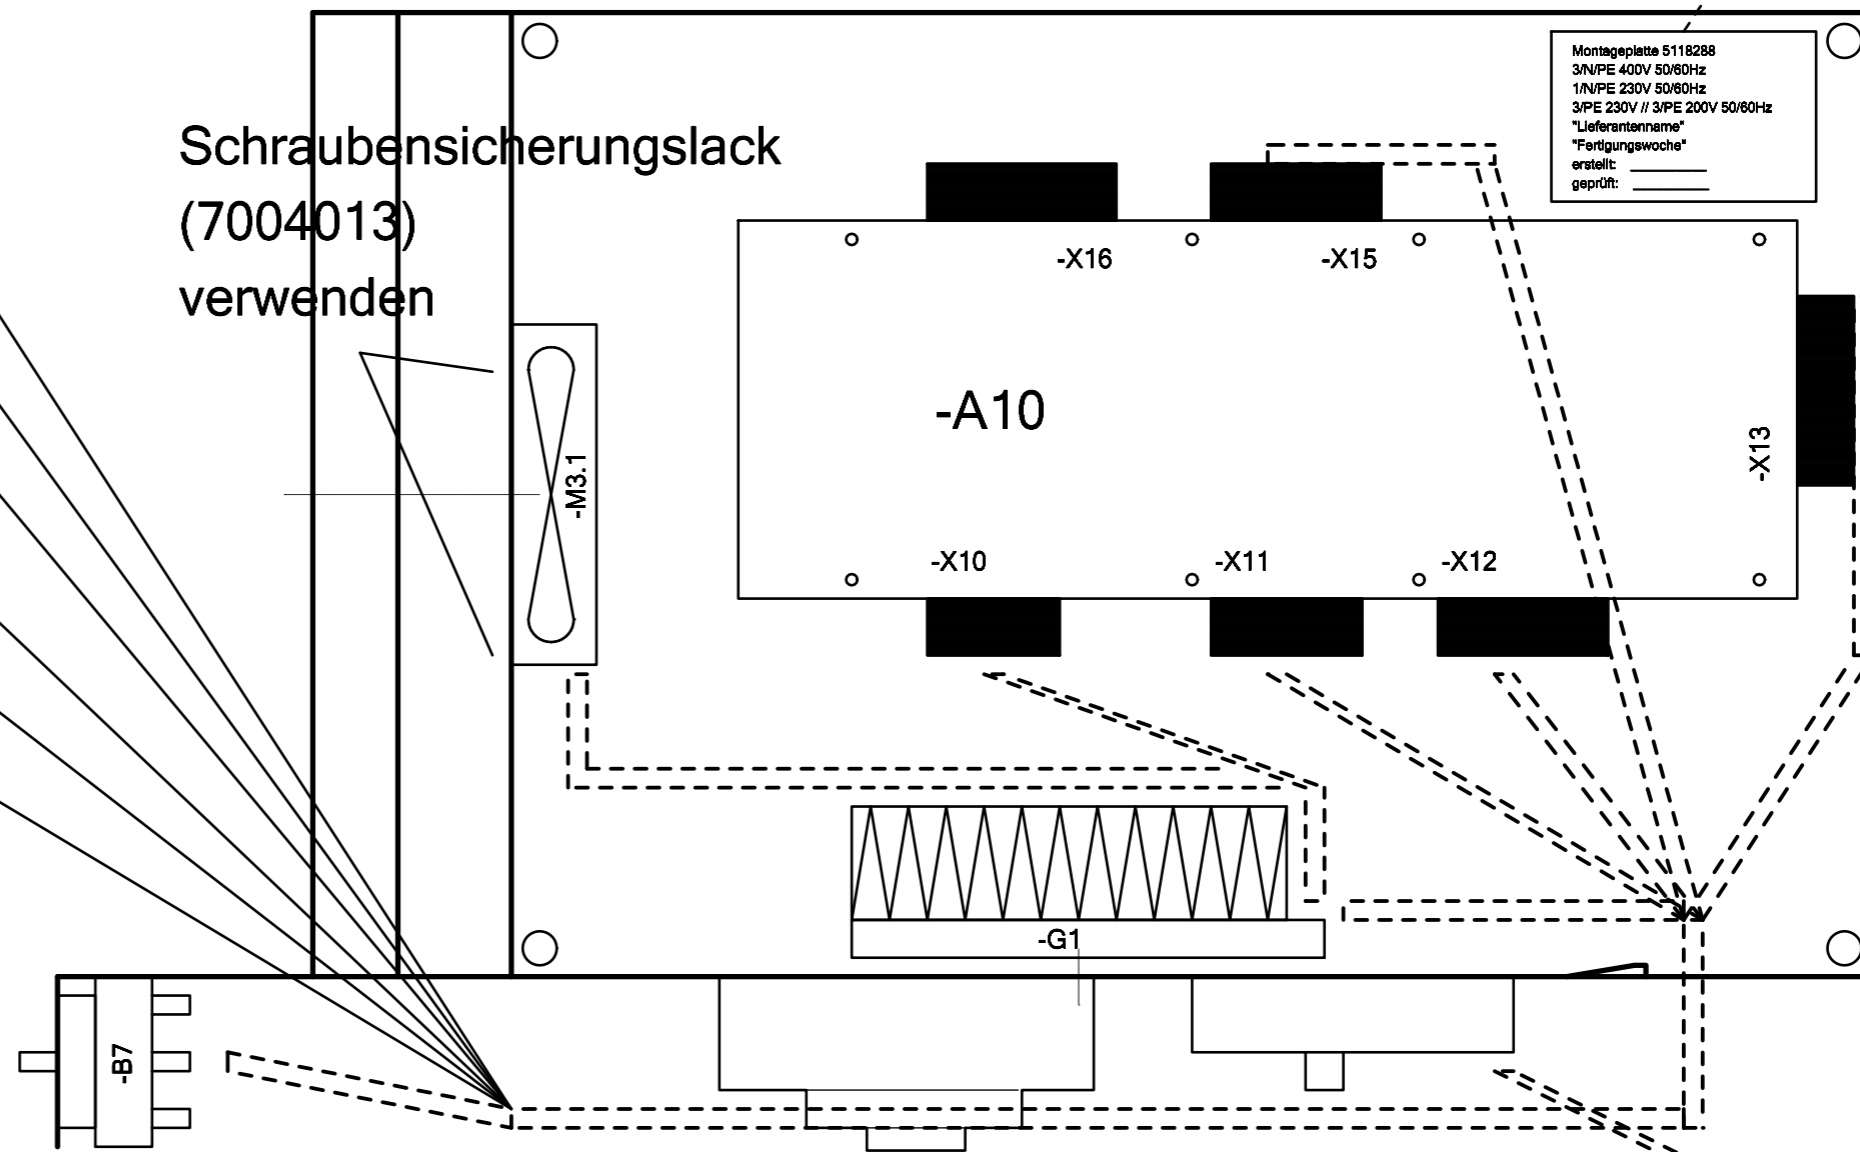 Montageplatte 5118288
3/N/PE 400V 50/60Hz
1/N/PE 230V 50/60Hz
3/PE 230V // 3/PE 200V 50/60Hz
"Lieferantenname"
"Fertigungswoche"
erstellt:
geprüft:
Schraubensicherungslack
(7004013)
verwenden
-X16
-X15
-A10
-X13
-M3.1
-X10
-X11
-X12
-G1
-B7